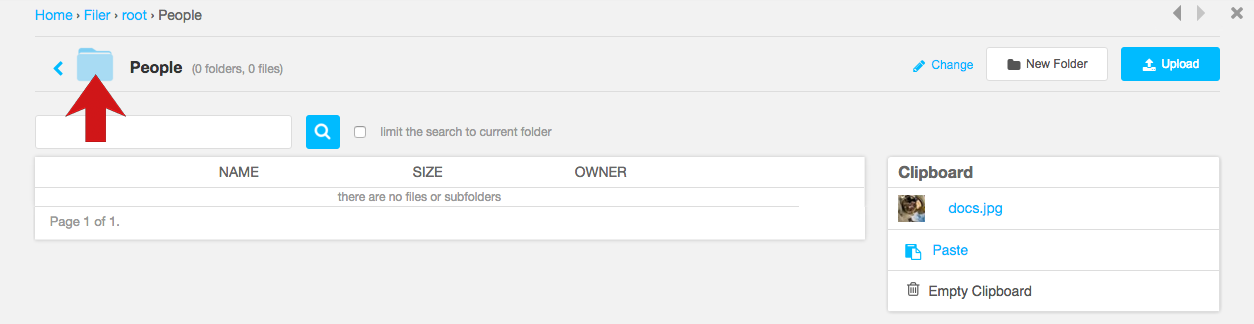 Home › Filer › root › People
People (0 folders, 0 files)
Change
New Folder
Upload
limit the search to current folder
NAME SIZE OWNER
there are no files or subfolders
Page 1 of 1.
Clipboard
docs.jpg
Paste
Empty Clipboard